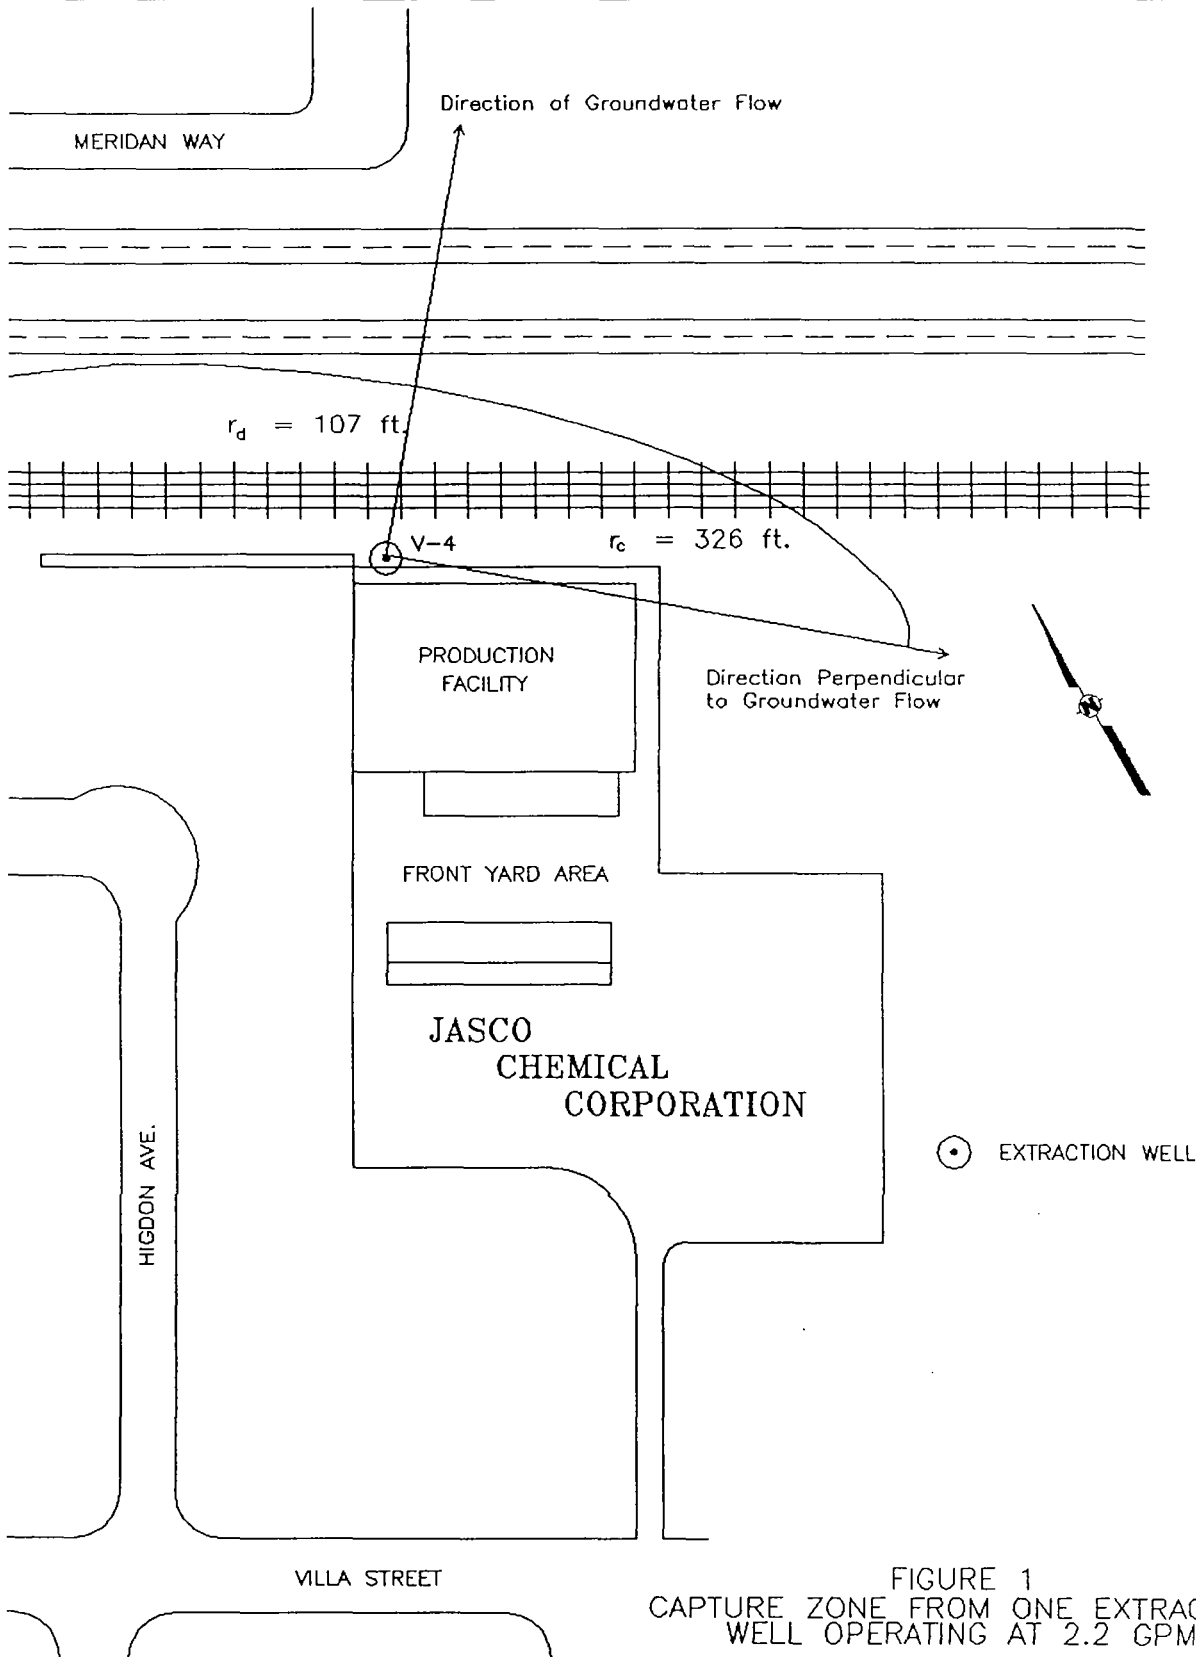 Direction of Groundwater Flow
MERIDAN WAY
r_d = 107 ft.
V-4
r_c = 326 ft.
PRODUCTION
FACILITY
Direction Perpendicular
to Groundwater Flow
N
FRONT YARD AREA
JASCO
CHEMICAL
CORPORATION
HIGDON AVE.
EXTRACTION WELL
VILLA STREET
FIGURE 1
CAPTURE ZONE FROM ONE EXTRAC
WELL OPERATING AT 2.2 GPM